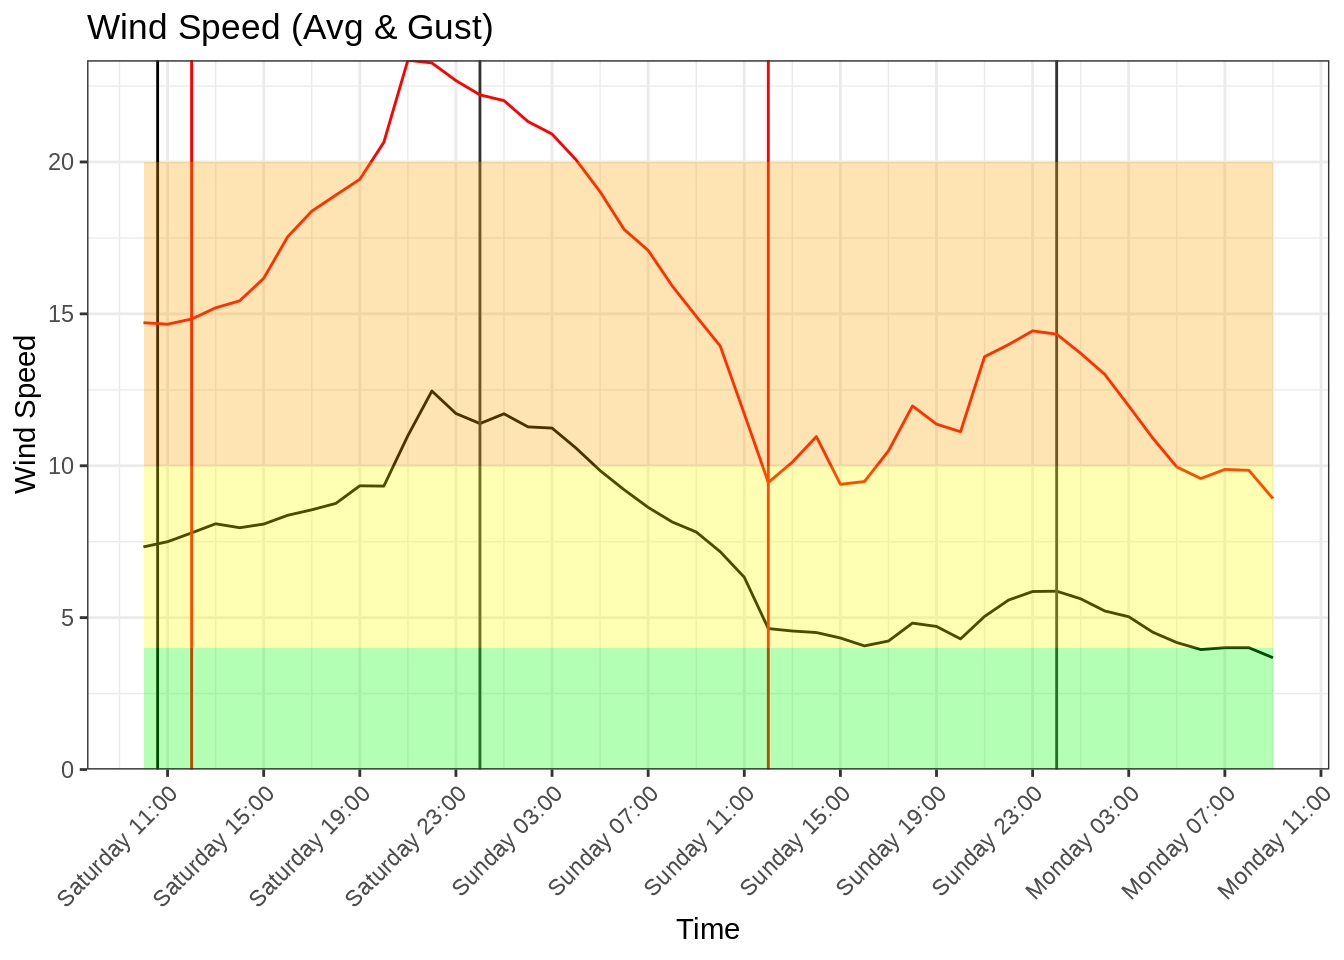 Wind Speed (Avg & Gust)
Wind Speed
20
15
10
5
0
Saturday 11:00
Saturday 15:00
Saturday 19:00
Saturday 23:00
Sunday 03:00
Sunday 07:00
Sunday 11:00
Sunday 15:00
Sunday 19:00
Sunday 23:00
Monday 03:00
Monday 07:00
Monday 11:00
Time